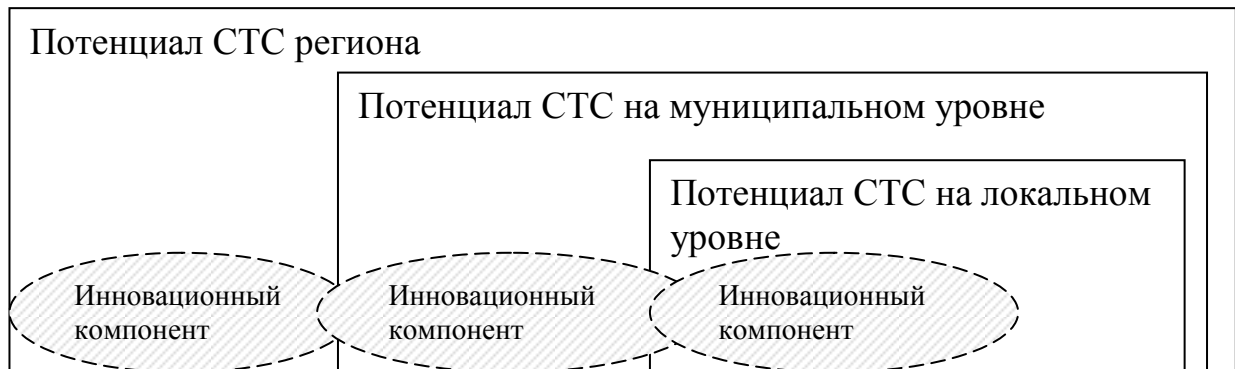 Потенциал СТС региона
Потенциал СТС на муниципальном уровне
Потенциал СТС на локальном
уровне
Инновационный
компонент
Инновационный
компонент
Инновационный
компонент